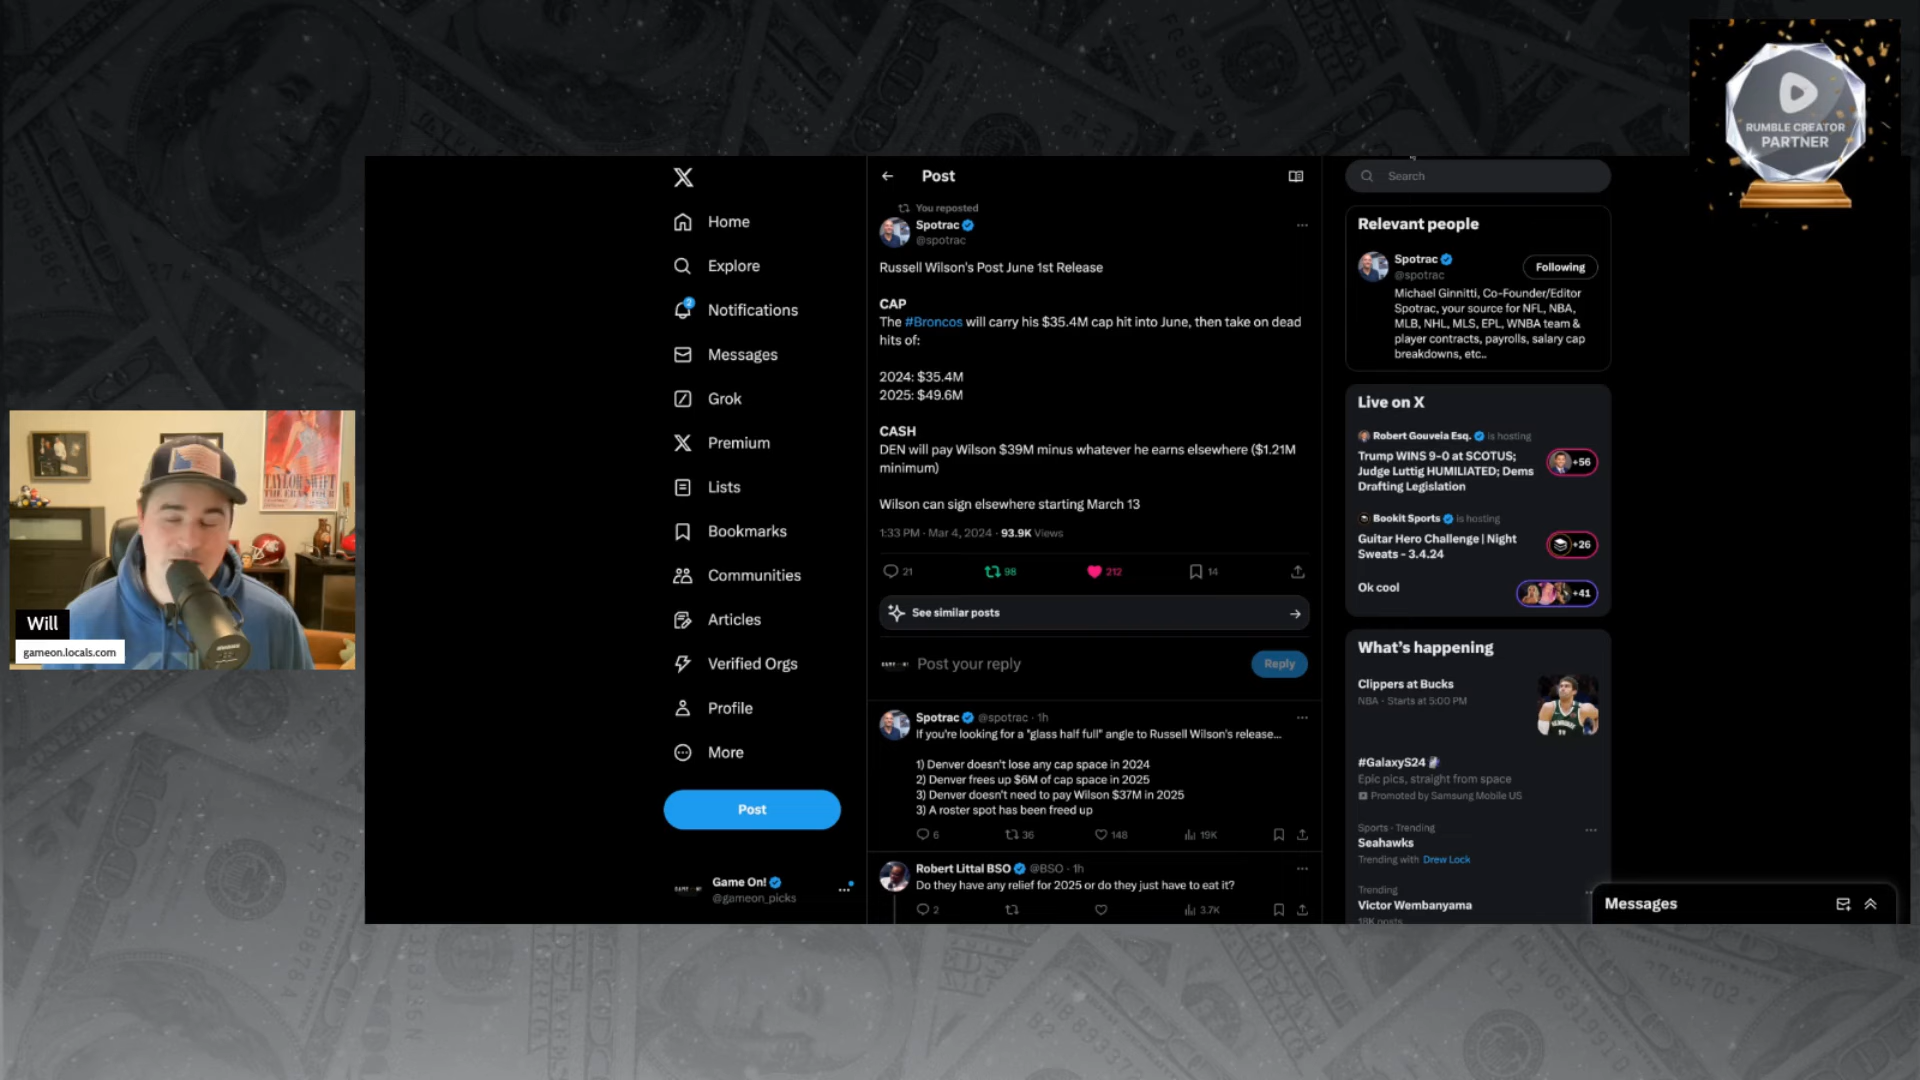 RUMBLE CREATOR
PARTNER
TAYLOR SWIFT
THE ERAS TOUR
Will
gameon.locals.com
X
Home
Explore
2
Notifications
Messages
Grok
Premium
Lists
Bookmarks
Communities
Articles
Verified Orgs
Profile
More
Post
Game On!
@gameon_picks
Post
You reposted
Spotrac
@spotrac
Russell Wilson's Post June 1st Release
CAP
The #Broncos will carry his $35.4M cap hit into June, then take on dead
hits of:
2024: $35.4M
2025: $49.6M
CASH
DEN will pay Wilson $39M minus whatever he earns elsewhere ($1.21M
minimum)
Wilson can sign elsewhere starting March 13
1:33 PM · Mar 4, 2024 · 93.9K Views
21 98 212 14
See similar posts
Post your reply
Reply
Spotrac @spotrac · 1h
If you're looking for a "glass half full" angle to Russell Wilson's release...
1) Denver doesn't lose any cap space in 2024
2) Denver frees up $6M of cap space in 2025
3) Denver doesn't need to pay Wilson $37M in 2025
3) A roster spot has been freed up
6 36 148 19K
Robert Littal BSO @BSO · 1h
Do they have any relief for 2025 or do they just have to eat it?
2 3.7K
Search
Relevant people
Spotrac
@spotrac
Following
Michael Ginnitti, Co-Founder/Editor
Spotrac, your source for NFL, NBA,
MLB, NHL, MLS, EPL, WNBA team &
player contracts, payrolls, salary cap
breakdowns, etc..
Live on X
Robert Gouveia Esq. is hosting
Trump WINS 9-0 at SCOTUS;
Judge Luttig HUMILIATED; Dems
Drafting Legislation
+56
Bookit Sports is hosting
Guitar Hero Challenge | Night
Sweats - 3.4.24
+26
Ok cool
+41
What's happening
Clippers at Bucks
NBA · Starts at 5:00 PM
#GalaxyS24
Epic pics, straight from space
Promoted by Samsung Mobile US
Sports · Trending
Seahawks
Trending with Drew Lock
Trending
Victor Wembanyama
18K posts
Messages